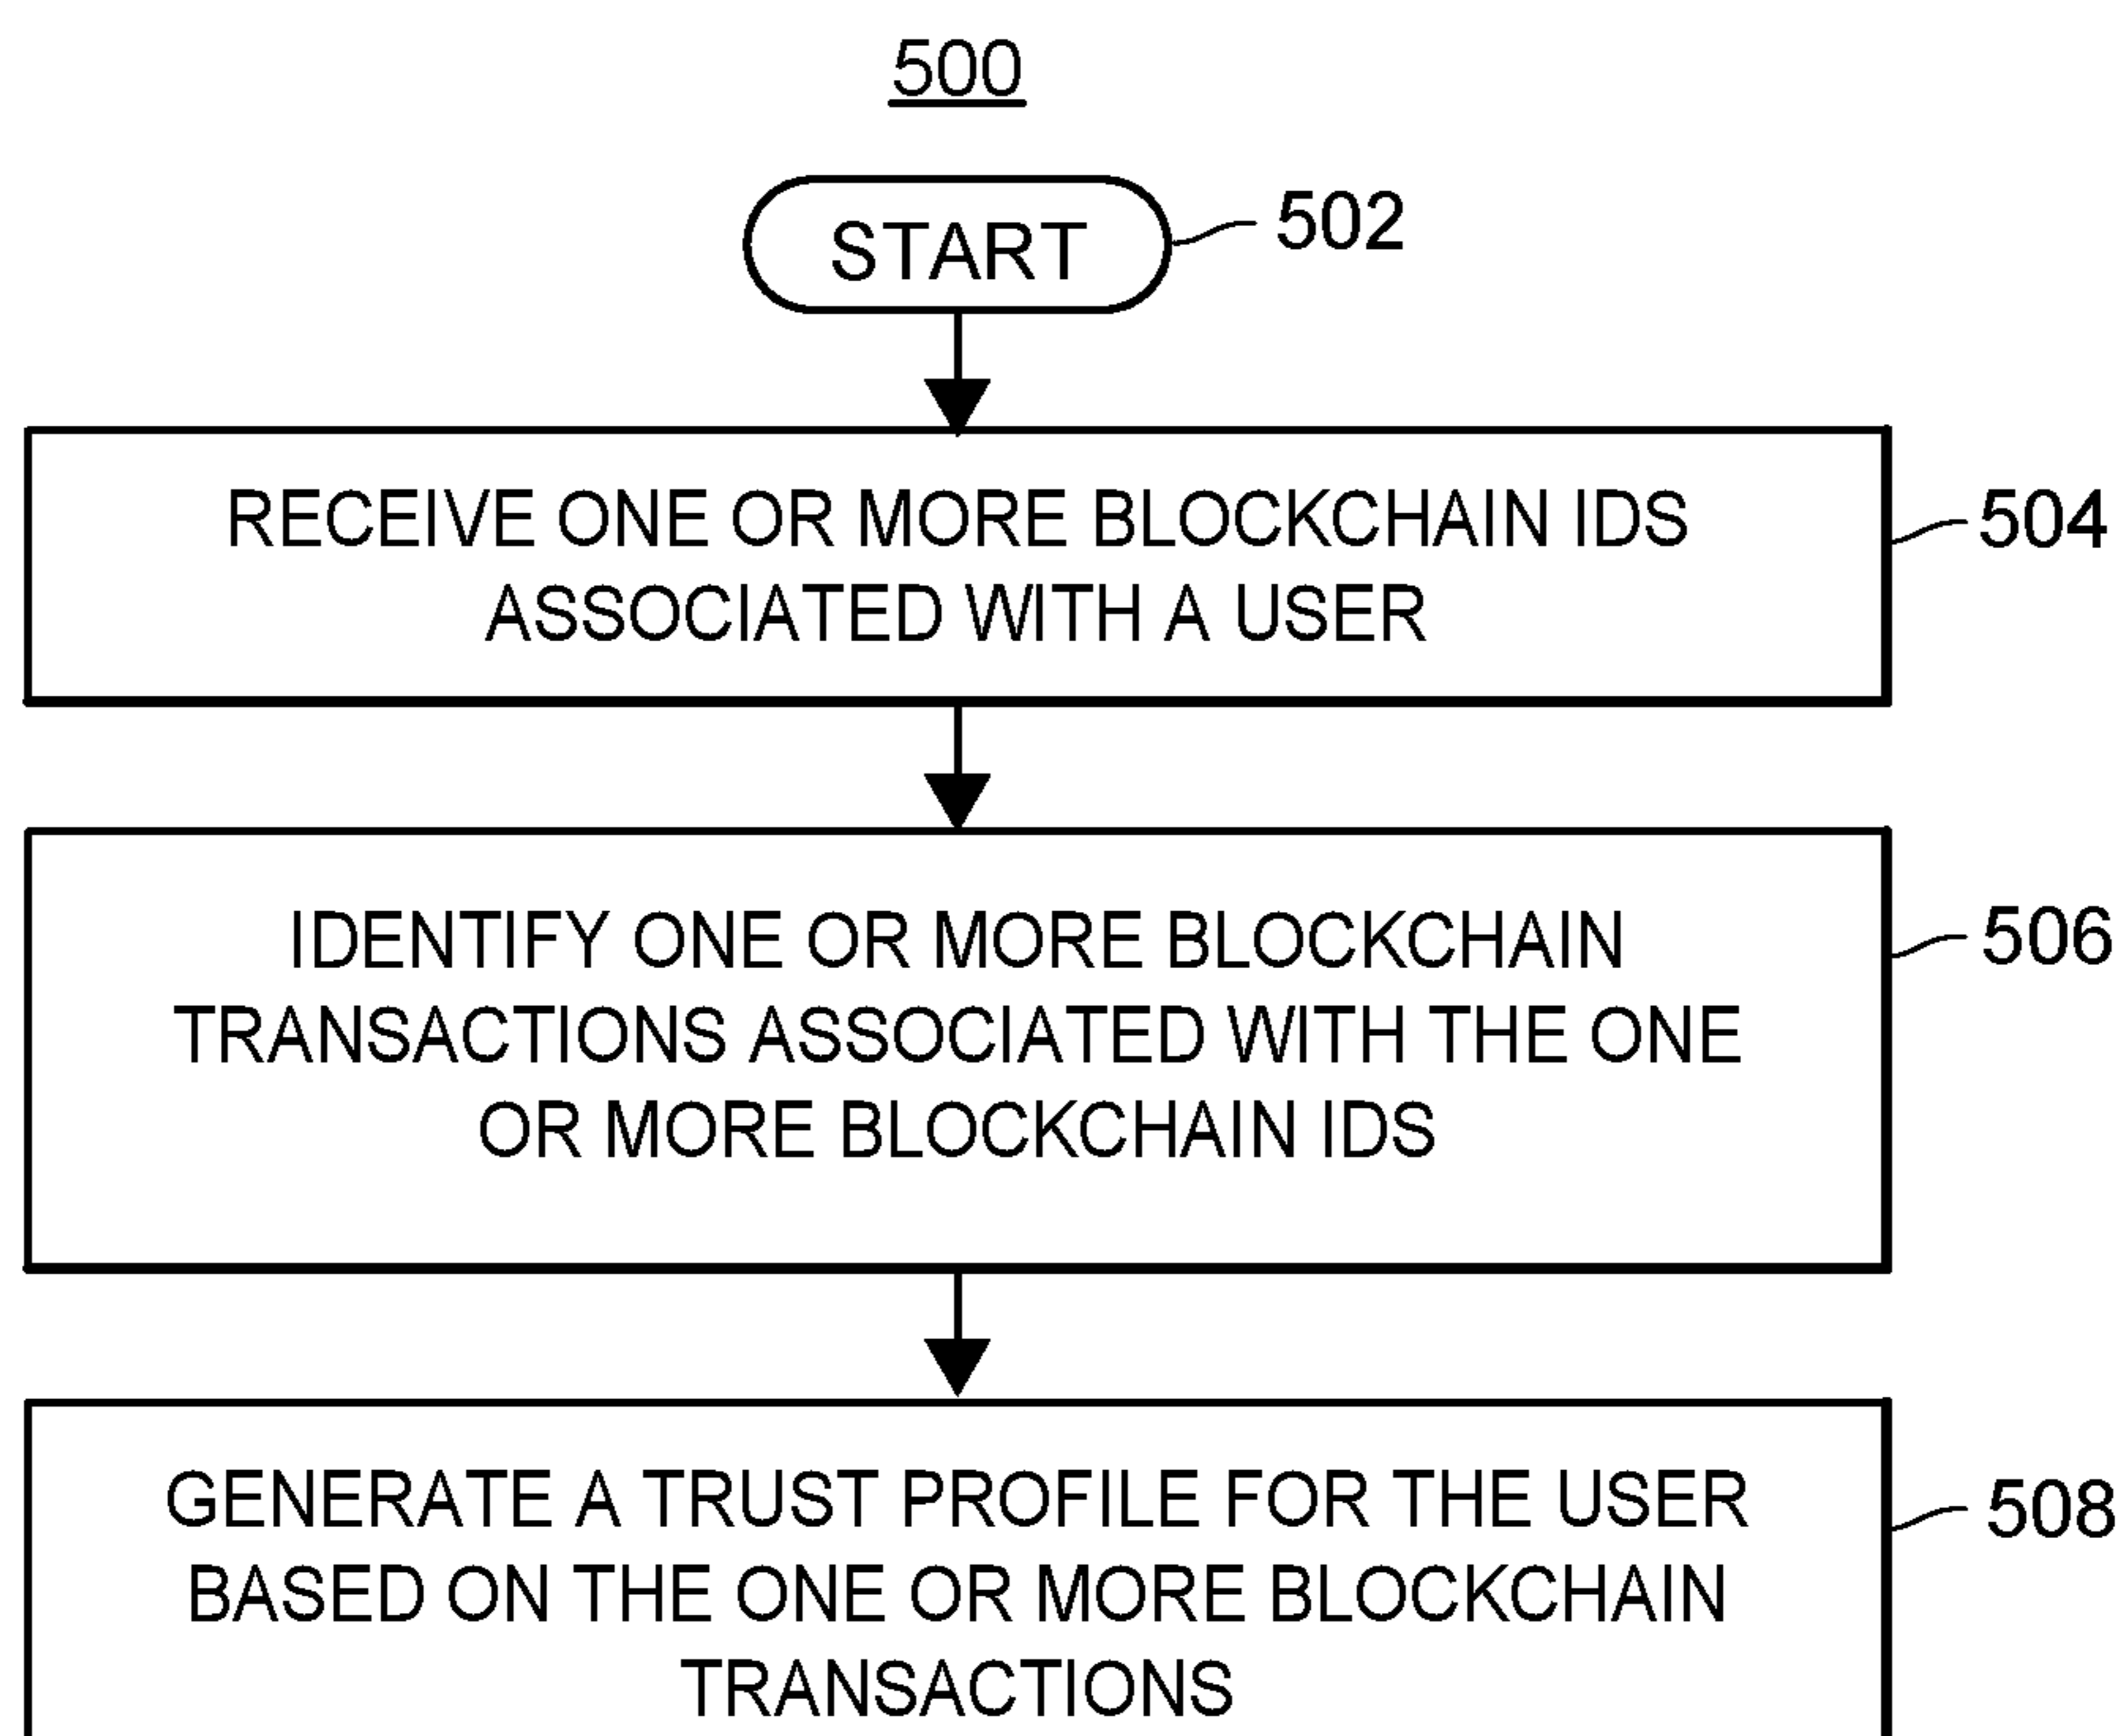 500
START
502
RECEIVE ONE OR MORE BLOCKCHAIN IDS
ASSOCIATED WITH A USER
504
IDENTIFY ONE OR MORE BLOCKCHAIN
TRANSACTIONS ASSOCIATED WITH THE ONE
OR MORE BLOCKCHAIN IDS
506
GENERATE A TRUST PROFILE FOR THE USER
BASED ON THE ONE OR MORE BLOCKCHAIN
TRANSACTIONS
508